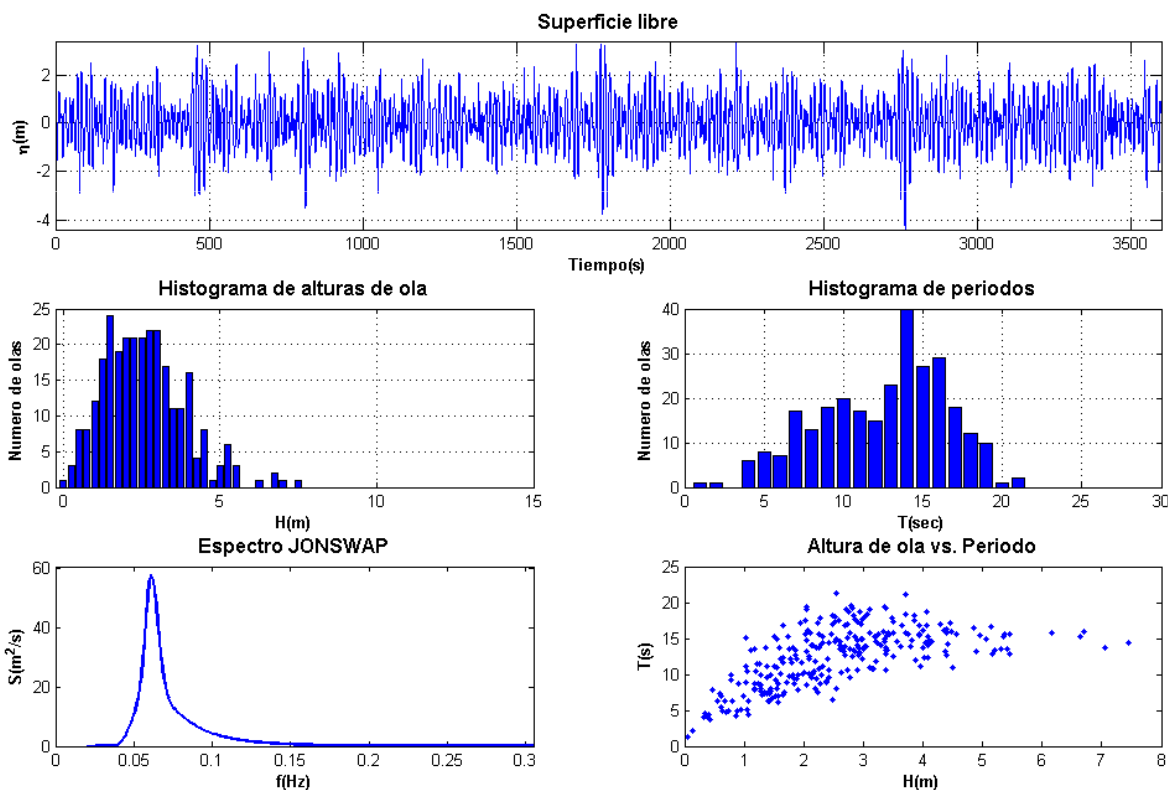 Superficie libre
η(m)
2
0
-2
-4
0 500 1000 1500 2000 2500 3000 3500
Tiempo(s)
Histograma de alturas de ola
Numero de olas
25
20
15
10
5
0
0 5 10 15
H(m)
Histograma de periodos
Numero de olas
40
30
20
10
0
0 5 10 15 20 25 30
T(sec)
Espectro JONSWAP
S(m²/s)
60
40
20
0
0 0.05 0.1 0.15 0.2 0.25 0.3
f(Hz)
Altura de ola vs. Periodo
T(s)
25
20
15
10
5
0
0 1 2 3 4 5 6 7 8
H(m)